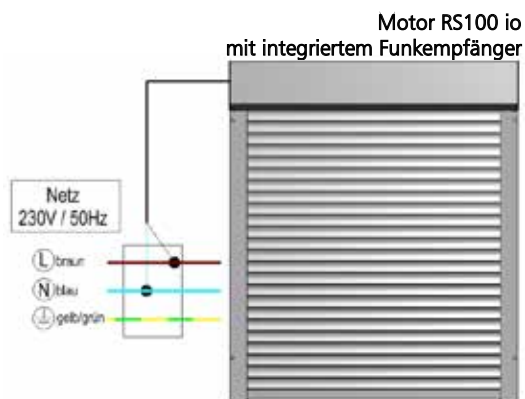 Motor RS100 io
mit integriertem Funkempfänger
Netz
230V / 50Hz
L braun
N blau
gelb/grün